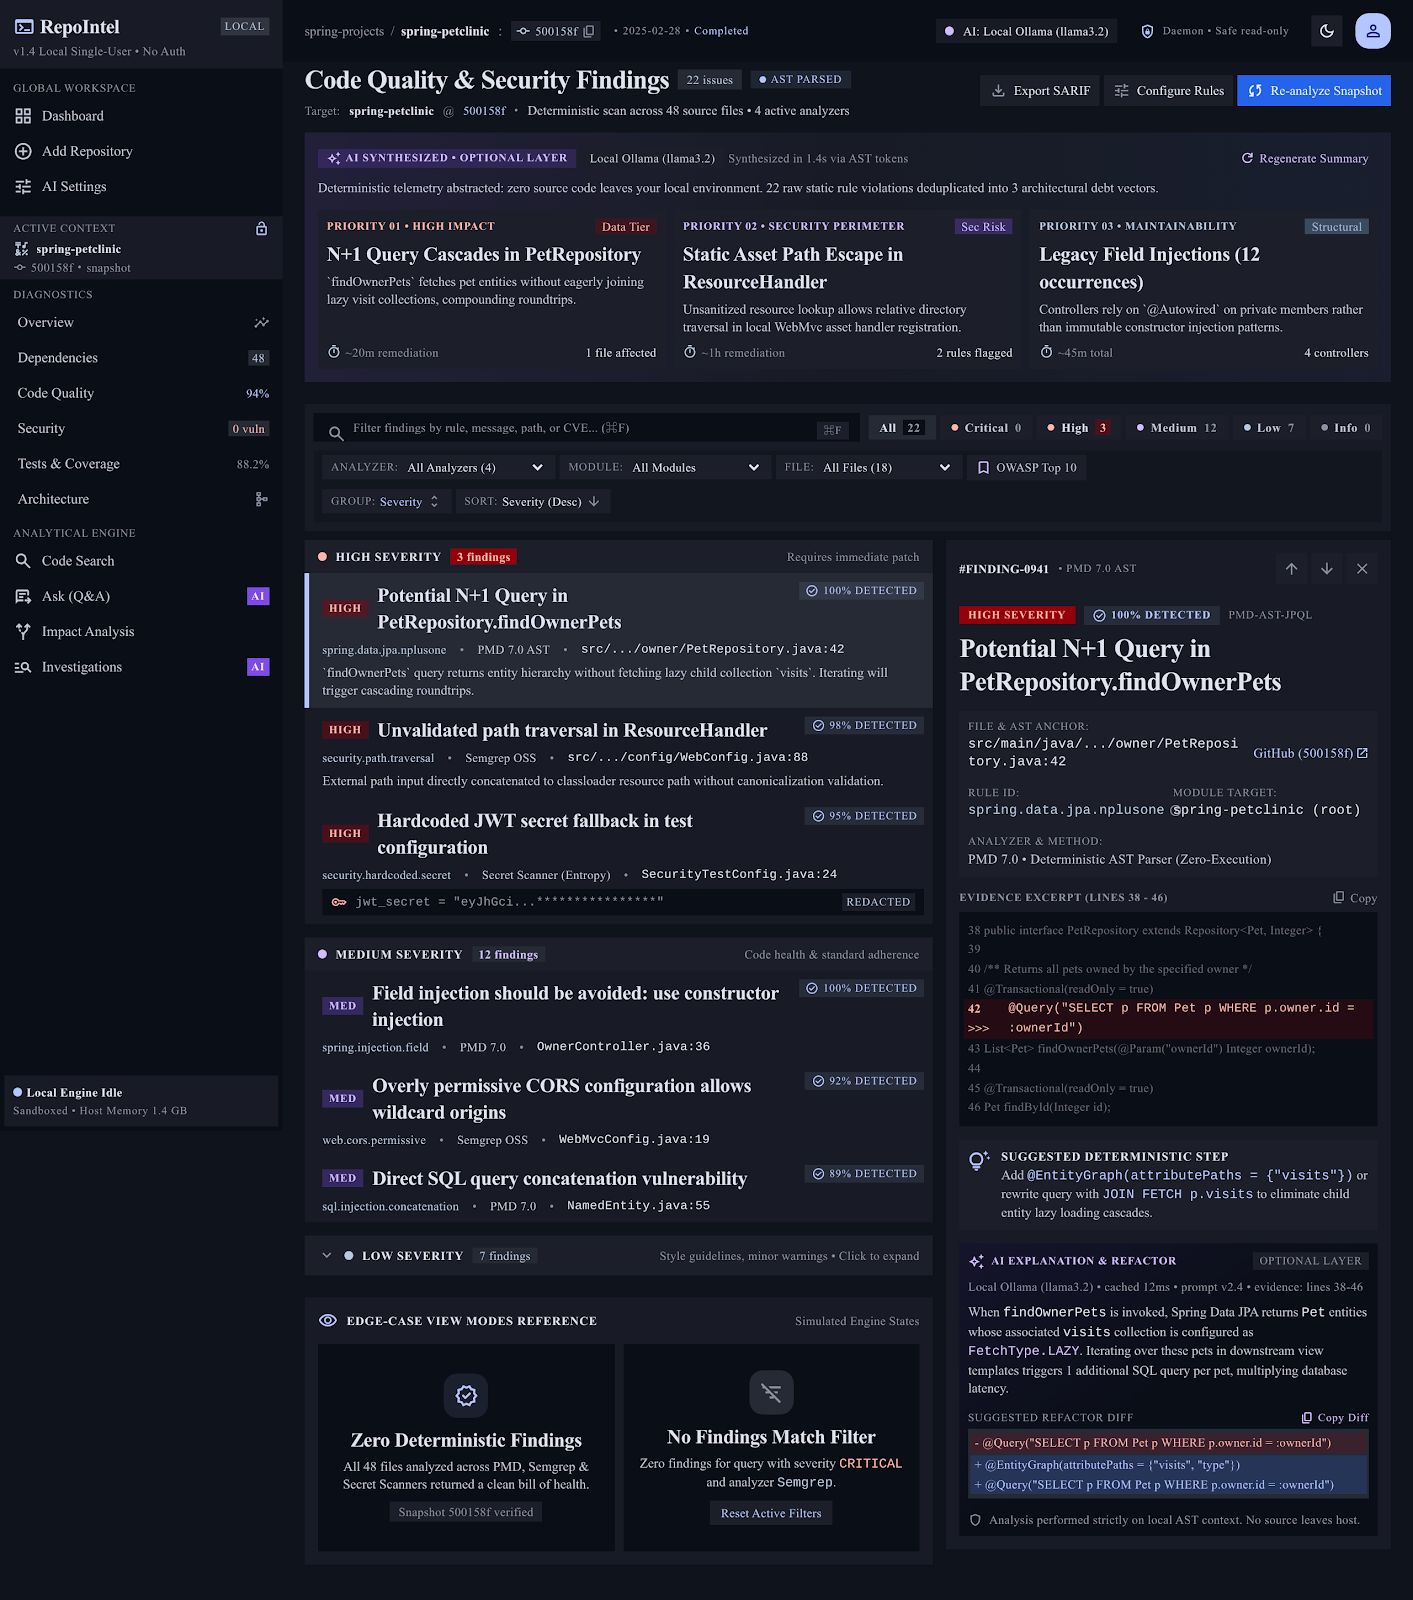 RepoIntel
LOCAL
v1.4 Local Single-User • No Auth
GLOBAL WORKSPACE
Dashboard
Add Repository
AI Settings
ACTIVE CONTEXT
spring-petclinic
500158f • snapshot
DIAGNOSTICS
Overview
Dependencies 48
Code Quality 94%
Security 0 vuln
Tests & Coverage 88.2%
Architecture
ANALYTICAL ENGINE
Code Search
Ask (Q&A) AI
Impact Analysis
Investigations AI
Local Engine Idle
Sandboxed • Host Memory 1.4 GB
spring-projects / spring-petclinic : 500158f • 2025-02-28 • Completed
AI: Local Ollama (llama3.2)
Daemon • Safe read-only
Code Quality & Security Findings 22 issues AST PARSED
Target: spring-petclinic @ 500158f • Deterministic scan across 48 source files • 4 active analyzers
Export SARIF
Configure Rules
Re-analyze Snapshot
AI SYNTHESIZED • OPTIONAL LAYER Local Ollama (llama3.2) Synthesized in 1.4s via AST tokens
Regenerate Summary
Deterministic telemetry abstracted: zero source code leaves your local environment. 22 raw static rule violations deduplicated into 3 architectural debt vectors.
PRIORITY 01 • HIGH IMPACT Data Tier
N+1 Query Cascades in PetRepository
`findOwnerPets` fetches pet entities without eagerly joining
lazy visit collections, compounding roundtrips.
~20m remediation 1 file affected
PRIORITY 02 • SECURITY PERIMETER Sec Risk
Static Asset Path Escape in
ResourceHandler
Unsanitized resource lookup allows relative directory
traversal in local WebMvc asset handler registration.
~1h remediation 2 rules flagged
PRIORITY 03 • MAINTAINABILITY Structural
Legacy Field Injections (12
occurrences)
Controllers rely on `@Autowired` on private members rather
than immutable constructor injection patterns.
~45m total 4 controllers
Filter findings by rule, message, path, or CVE... (⌘F) ⌘F
All 22
Critical 0
High 3
Medium 12
Low 7
Info 0
ANALYZER: All Analyzers (4)
MODULE: All Modules
FILE: All Files (18)
OWASP Top 10
GROUP: Severity
SORT: Severity (Desc)
HIGH SEVERITY 3 findings Requires immediate patch
HIGH
Potential N+1 Query in
PetRepository.findOwnerPets
100% DETECTED
spring.data.jpa.nplusone • PMD 7.0 AST • src/.../owner/PetRepository.java:42
`findOwnerPets` query returns entity hierarchy without fetching lazy child collection `visits`. Iterating will
trigger cascading roundtrips.
HIGH Unvalidated path traversal in ResourceHandler 98% DETECTED
security.path.traversal • Semgrep OSS • src/.../config/WebConfig.java:88
External path input directly concatenated to classloader resource path without canonicalization validation.
HIGH
Hardcoded JWT secret fallback in test
configuration
95% DETECTED
security.hardcoded.secret • Secret Scanner (Entropy) • SecurityTestConfig.java:24
jwt_secret = "eyJhGci...****************" REDACTED
MEDIUM SEVERITY 12 findings Code health & standard adherence
MED
Field injection should be avoided: use constructor
injection
100% DETECTED
spring.injection.field • PMD 7.0 • OwnerController.java:36
MED
Overly permissive CORS configuration allows
wildcard origins
92% DETECTED
web.cors.permissive • Semgrep OSS • WebMvcConfig.java:19
MED Direct SQL query concatenation vulnerability 89% DETECTED
sql.injection.concatenation • PMD 7.0 • NamedEntity.java:55
LOW SEVERITY 7 findings Style guidelines, minor warnings • Click to expand
EDGE-CASE VIEW MODES REFERENCE Simulated Engine States
Zero Deterministic Findings
All 48 files analyzed across PMD, Semgrep &
Secret Scanners returned a clean bill of health.
Snapshot 500158f verified
No Findings Match Filter
Zero findings for query with severity CRITICAL
and analyzer Semgrep.
Reset Active Filters
#FINDING-0941 • PMD 7.0 AST
HIGH SEVERITY 100% DETECTED PMD-AST-JPQL
Potential N+1 Query in
PetRepository.findOwnerPets
FILE & AST ANCHOR:
src/main/java/.../owner/PetReposi
tory.java:42
GitHub (500158f)
RULE ID:
spring.data.jpa.nplusone
MODULE TARGET:
spring-petclinic (root)
ANALYZER & METHOD:
PMD 7.0 • Deterministic AST Parser (Zero-Execution)
EVIDENCE EXCERPT (LINES 38 - 46) Copy
38 public interface PetRepository extends Repository<Pet, Integer> {
39
40 /** Returns all pets owned by the specified owner */
41 @Transactional(readOnly = true)
42 @Query("SELECT p FROM Pet p WHERE p.owner.id =
>>> :ownerId")
43 List<Pet> findOwnerPets(@Param("ownerId") Integer ownerId);
44
45 @Transactional(readOnly = true)
46 Pet findById(Integer id);
SUGGESTED DETERMINISTIC STEP
Add @EntityGraph(attributePaths = {"visits"}) or
rewrite query with JOIN FETCH p.visits to eliminate child
entity lazy loading cascades.
AI EXPLANATION & REFACTOR OPTIONAL LAYER
Local Ollama (llama3.2) • cached 12ms • prompt v2.4 • evidence: lines 38-46
When findOwnerPets is invoked, Spring Data JPA returns Pet entities
whose associated visits collection is configured as
FetchType.LAZY. Iterating over these pets in downstream view
templates triggers 1 additional SQL query per pet, multiplying database
latency.
SUGGESTED REFACTOR DIFF Copy Diff
- @Query("SELECT p FROM Pet p WHERE p.owner.id = :ownerId")
+ @EntityGraph(attributePaths = {"visits", "type"})
+ @Query("SELECT p FROM Pet p WHERE p.owner.id = :ownerId")
Analysis performed strictly on local AST context. No source leaves host.